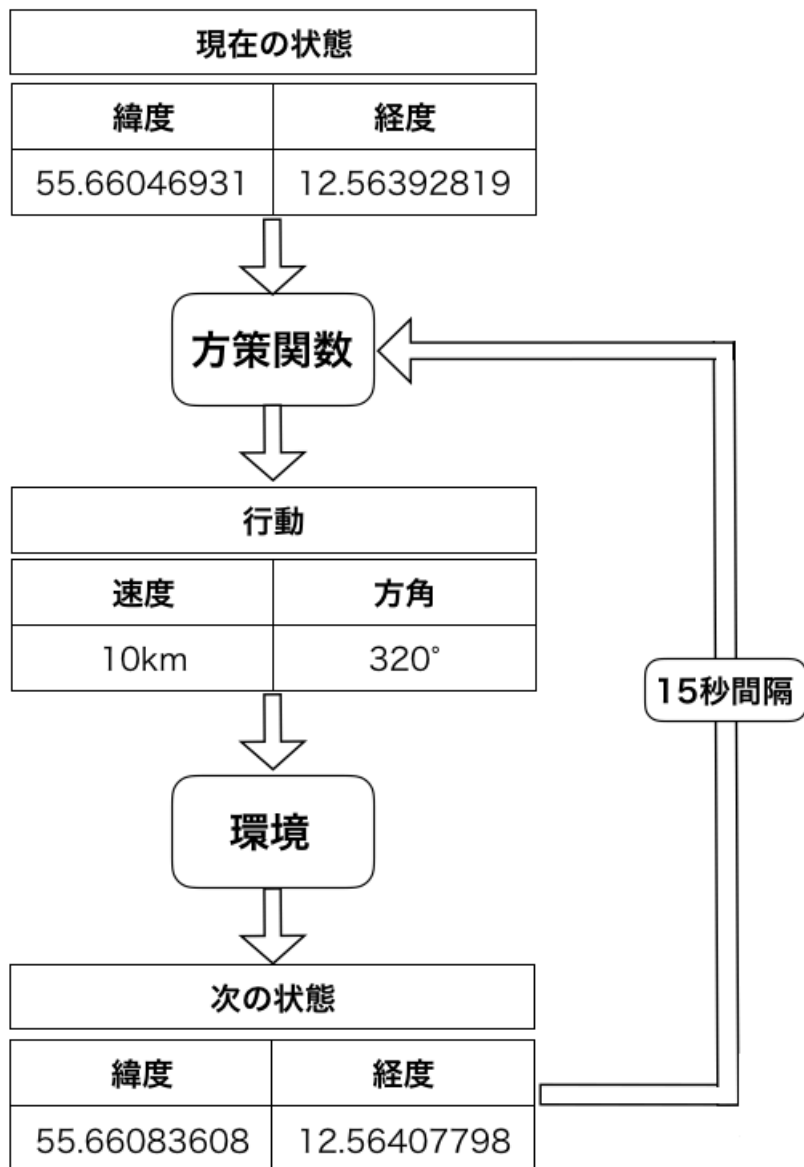 現在の状態
緯度 経度
55.66046931 12.56392819
方策関数
行動
速度 方角
10km 320°
15秒間隔
環境
次の状態
緯度 経度
55.66083608 12.56407798